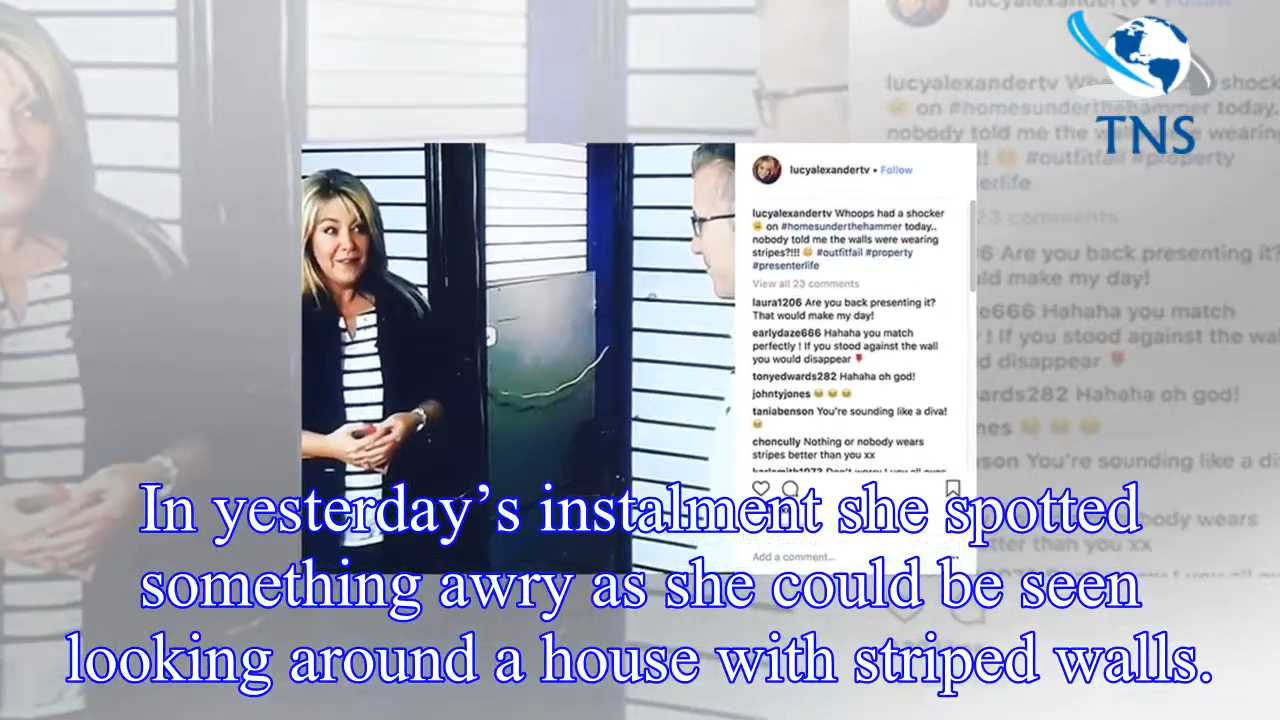 TNS
lucyalexandertv • Follow
lucyalexandertv Whoops had a shocker
😫 on #homesunderthehammer today..
nobody told me the walls were wearing
stripes?!!! 😁 #outfitfail #property
#presenterlife
View all 23 comments
laura1206 Are you back presenting it?
That would make my day!
earlydaze666 Hahaha you match
perfectly ! If you stood against the wall
you would disappear 🌹
tonyedwards282 Hahaha oh god!
johntyjones 😂 😂 😂
taniabenson You're sounding like a diva!
😂
choncully Nothing or nobody wears
stripes better than you xx
Add a comment...
In yesterday’s instalment she spotted
something awry as she could be seen
looking around a house with striped walls.